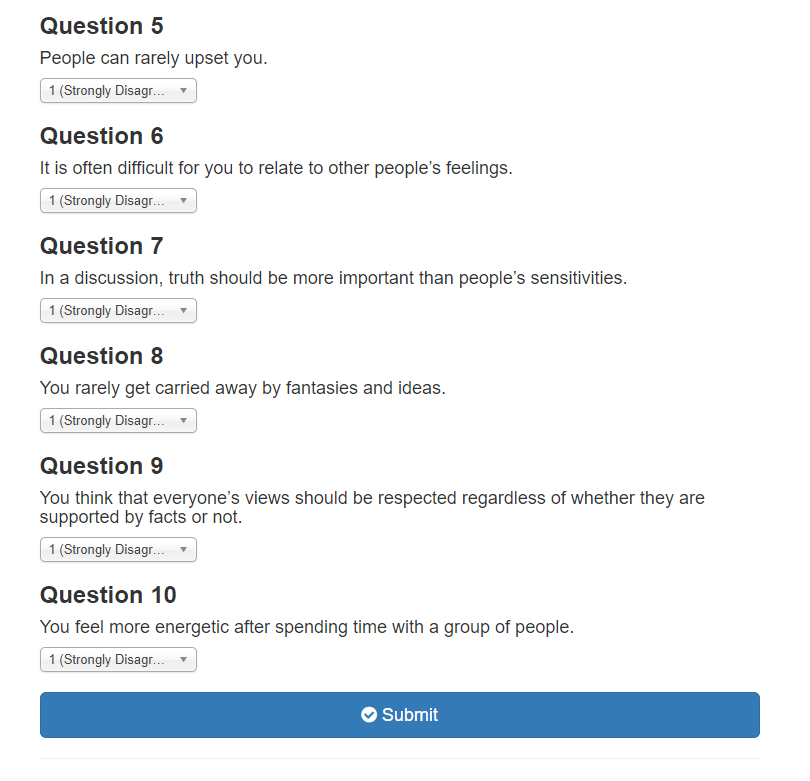 Question 5
People can rarely upset you.
1 (Strongly Disagr...
Question 6
It is often difficult for you to relate to other people’s feelings.
1 (Strongly Disagr...
Question 7
In a discussion, truth should be more important than people’s sensitivities.
1 (Strongly Disagr...
Question 8
You rarely get carried away by fantasies and ideas.
1 (Strongly Disagr...
Question 9
You think that everyone’s views should be respected regardless of whether they are
supported by facts or not.
1 (Strongly Disagr...
Question 10
You feel more energetic after spending time with a group of people.
1 (Strongly Disagr...
Submit